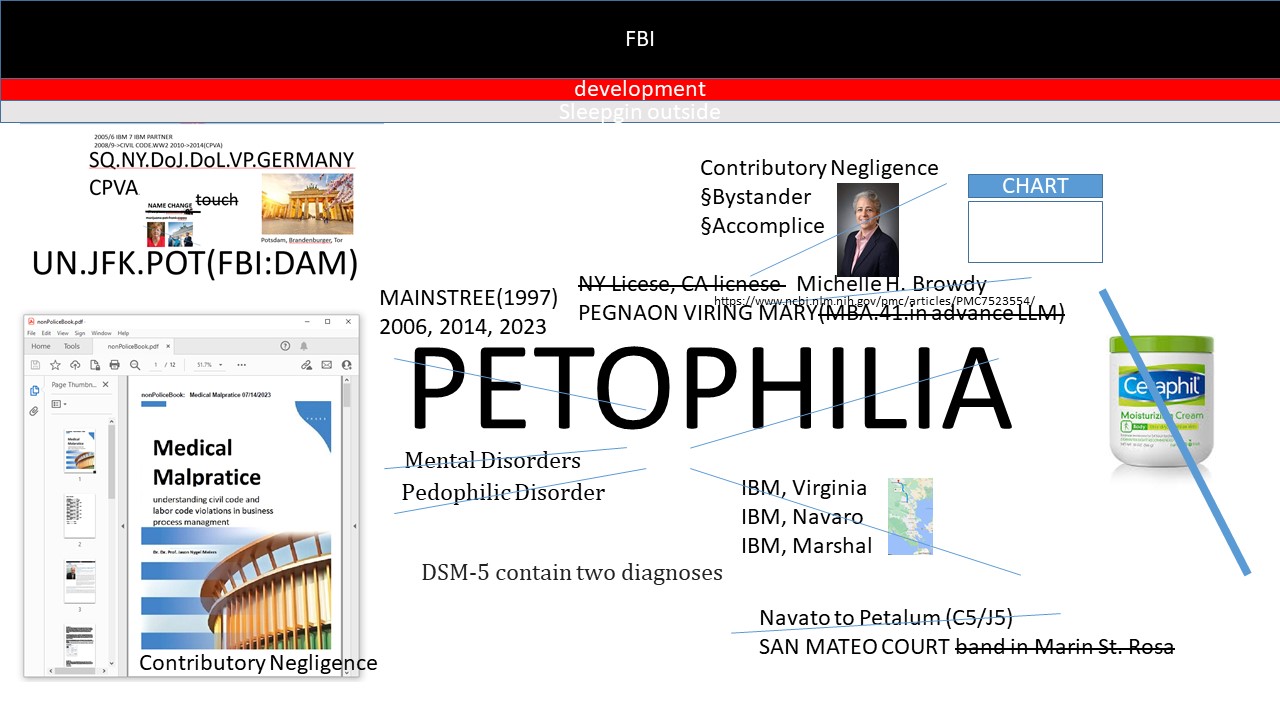 FBI
development
Sleepgin outside
2005/6 IBM 7 IBM PARTNER
2008/9->CIVIL CODE.WW2 2010->2014(CPVA)
SQ.NY.DoJ.DoL.VP.GERMANY
CPVA
NAME CHANGE
touch
Potsdam, Brandenburger, Tor
UN.JFK.POT(FBI:DAM)
Contributory Negligence
§Bystander
§Accomplice
CHART
NY Licese, CA licnese Michelle H. Browdy
https://www.ncbi.nlm.nih.gov/pmc/articles/PMC7523554/
PEGNAON VIRING MARY(MBA.41.in advance LLM)
MAINSTREE(1997)
2006, 2014, 2023
PETOPHILIA
Mental Disorders
Pedophilic Disorder
DSM-5 contain two diagnoses
IBM, Virginia
IBM, Navaro
IBM, Marshal
Navato to Petalum (C5/J5)
SAN MATEO COURT band in Marin St. Rosa
nonPoliceBook.pdf
File Edit View Sign Window Help
Home Tools nonPoliceBook.pdf
1 / 12 51.7%
Page Thumbn...
1
2
3
nonPoliceBook: Medical Malpratice 07/14/2023
Medical
Malpratice
understanding civil code and
labor code violations in business
process managment
Contributory Negligence
Moisturizing Cream
Body